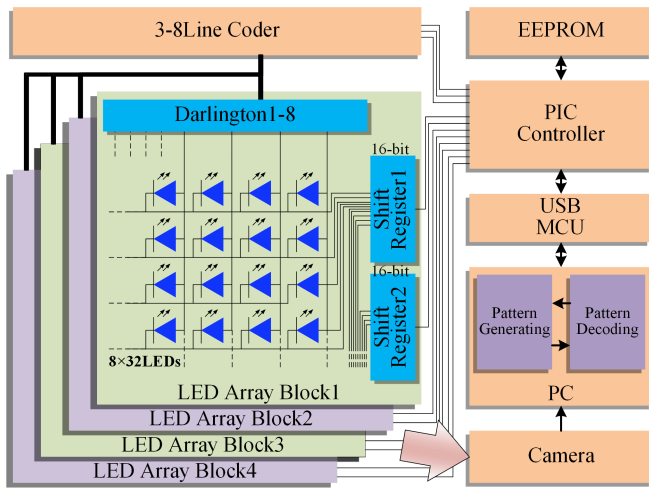 3-8Line Coder
EEPROM
Darlington1-8
PIC
Controller
16-bit
Shift
Register1
USB
MCU
16-bit
Shift
Register2
Pattern
Generating
Pattern
Decoding
8×32LEDs
LED Array Block1
PC
LED Array Block2
LED Array Block3
Camera
LED Array Block4